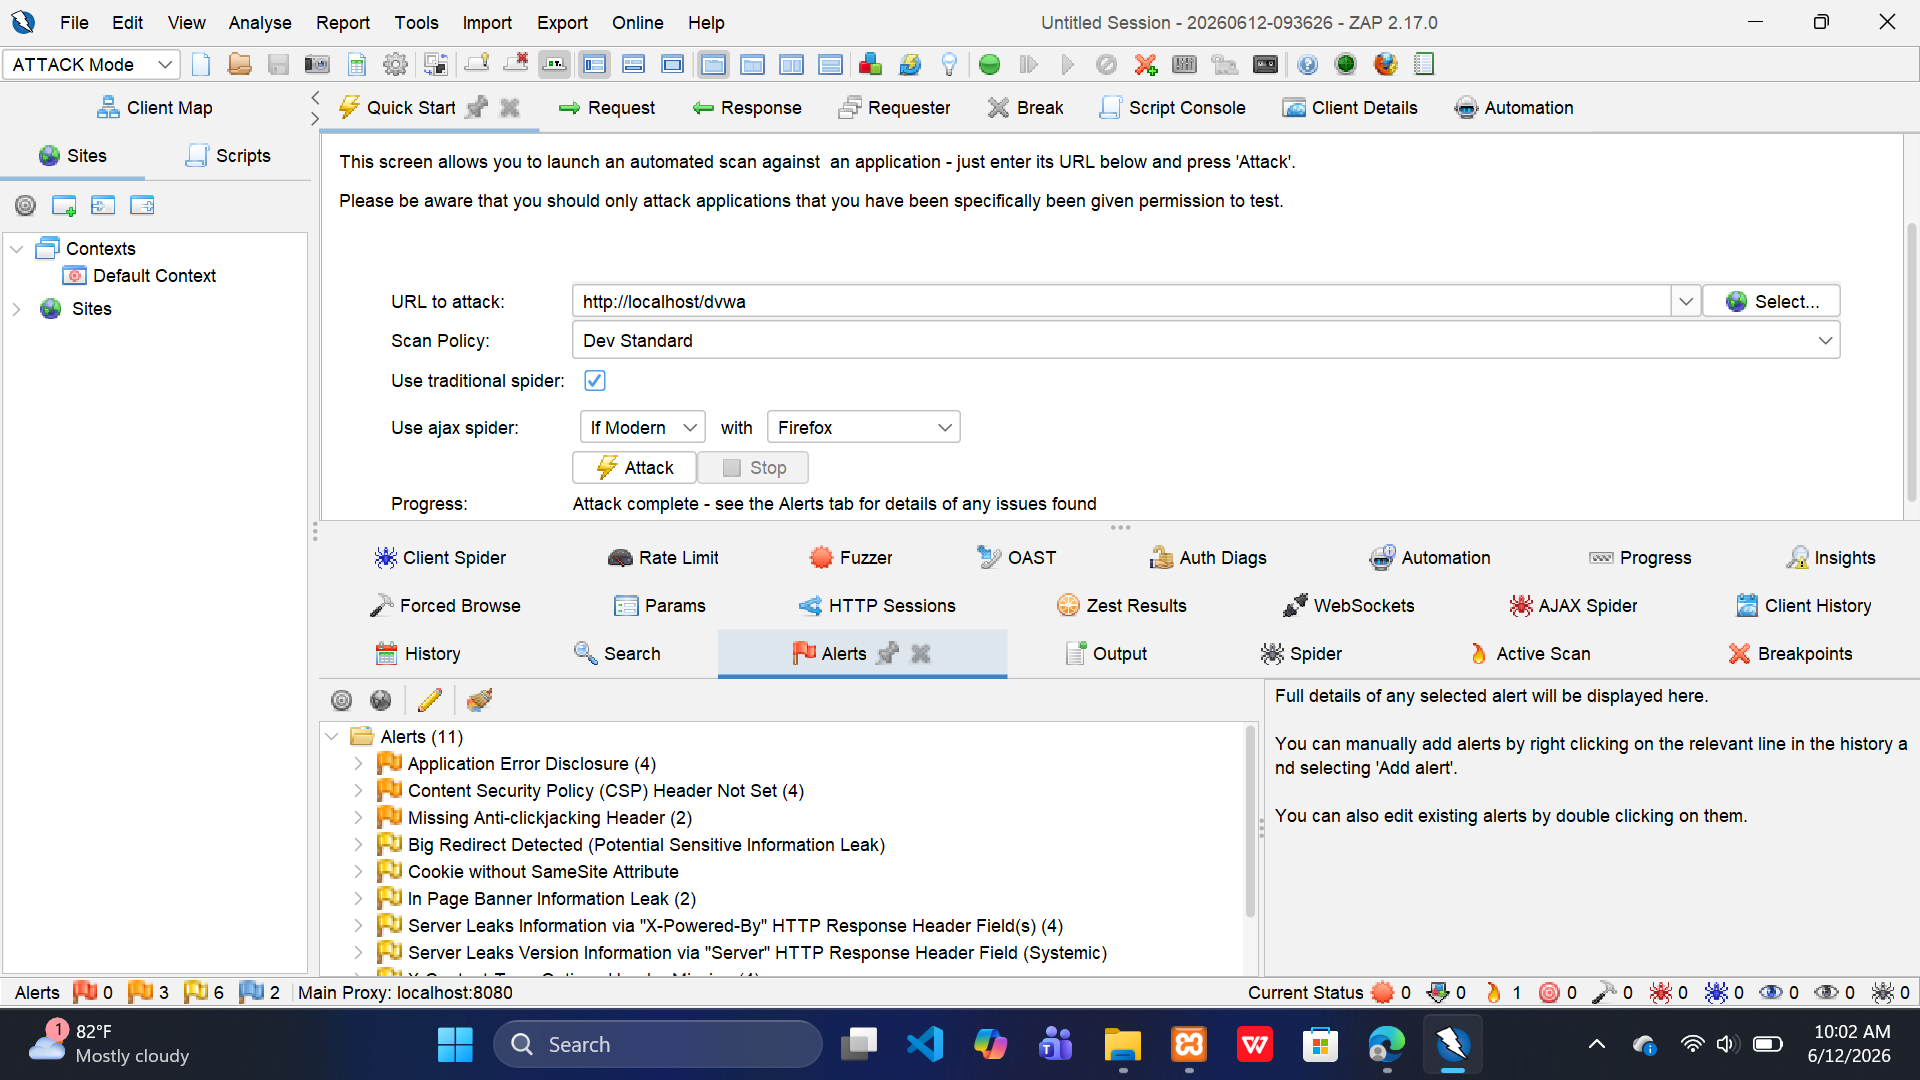 File Edit View Analyse Report Tools Import Export Online Help
Untitled Session - 20260612-093626 - ZAP 2.17.0
ATTACK Mode
Client Map
Sites
Scripts
Contexts
Default Context
Sites
Quick Start
Request
Response
Requester
Break
Script Console
Client Details
Automation
This screen allows you to launch an automated scan against  an application - just enter its URL below and press 'Attack'.
Please be aware that you should only attack applications that you have been specifically been given permission to test.
URL to attack:
http://localhost/dvwa
Select...
Scan Policy:
Dev Standard
Use traditional spider:
Use ajax spider:
If Modern
with
Firefox
Attack
Stop
Progress:
Attack complete - see the Alerts tab for details of any issues found
Client Spider
Rate Limit
Fuzzer
OAST
Auth Diags
Automation
Progress
Insights
Forced Browse
Params
HTTP Sessions
Zest Results
WebSockets
AJAX Spider
Client History
History
Search
Alerts
Output
Spider
Active Scan
Breakpoints
Alerts (11)
Application Error Disclosure (4)
Content Security Policy (CSP) Header Not Set (4)
Missing Anti-clickjacking Header (2)
Big Redirect Detected (Potential Sensitive Information Leak)
Cookie without SameSite Attribute
In Page Banner Information Leak (2)
Server Leaks Information via "X-Powered-By" HTTP Response Header Field(s) (4)
Server Leaks Version Information via "Server" HTTP Response Header Field (Systemic)
Full details of any selected alert will be displayed here.
You can manually add alerts by right clicking on the relevant line in the history a
nd selecting 'Add alert'.
You can also edit existing alerts by double clicking on them.
Alerts 0 3 6 2 Main Proxy: localhost:8080
Current Status 0 0 1 0 0 0 0 0 0 0
1
82°F
Mostly cloudy
Search
10:02 AM
6/12/2026